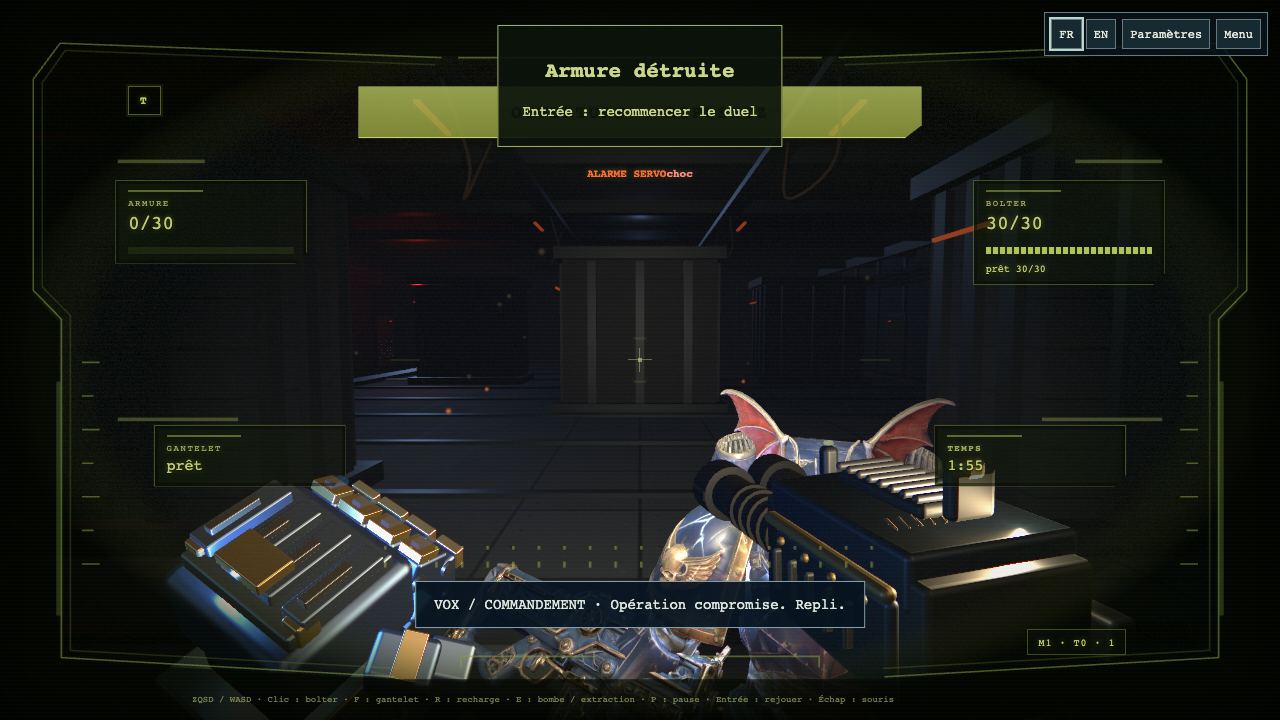 FR EN Paramètres Menu
Armure détruite
Entrée : recommencer le duel
T
ALARME SERVOchoc
ARMURE
0/30
BOLTER
30/30
prêt 30/30
GANTELET
prêt
TEMPS
1:55
VOX / COMMANDEMENT · Opération compromise. Repli.
M1 · T0 · 1
ZQSD / WASD · Clic : bolter · F : gantelet · R : recharge · E : bombe / extraction · P : pause · Entrée : rejouer · Échap : souris